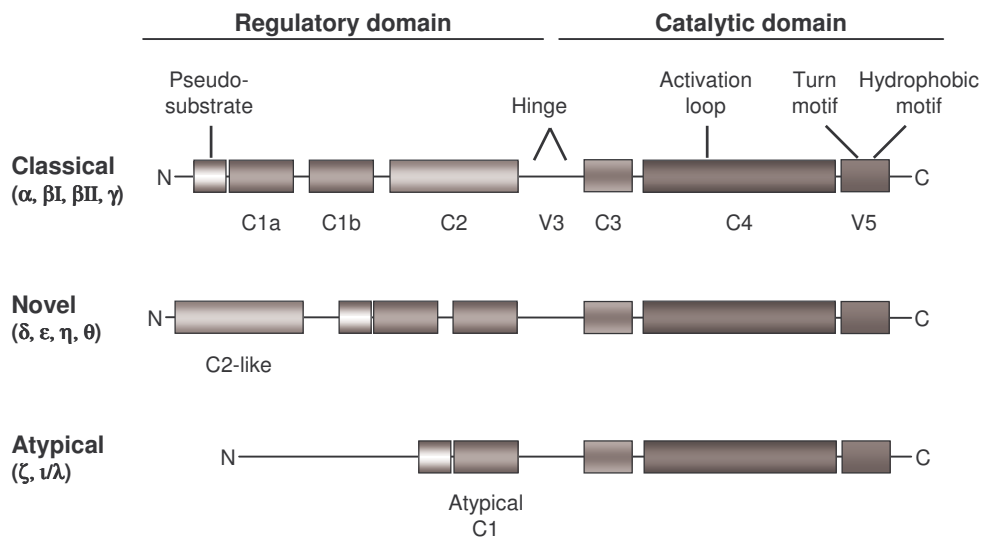 Regulatory domain
Catalytic domain
Pseudo-
substrate
Hinge
Activation
loop
Turn
motif
Hydrophobic
motif
Classical
(α, βI, βII, γ)
N
C
C1a
C1b
C2
V3
C3
C4
V5
Novel
(δ, ε, η, θ)
N
C
C2-like
Atypical
(ζ, ι/λ)
N
C
Atypical
C1